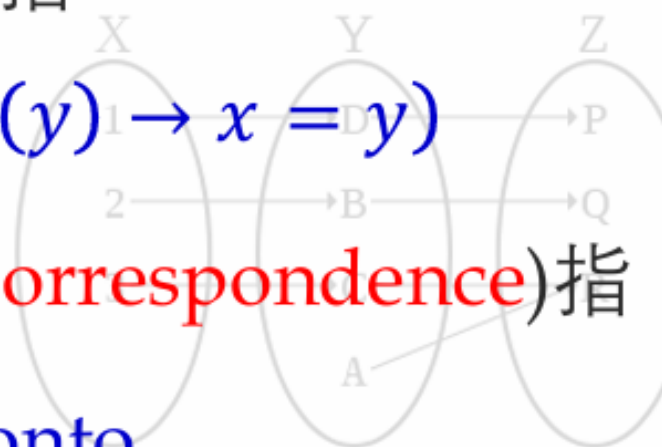 指
X Y Z
(y) → x = y)
1 D P
2 B Q
orrespondence)指
A
onto